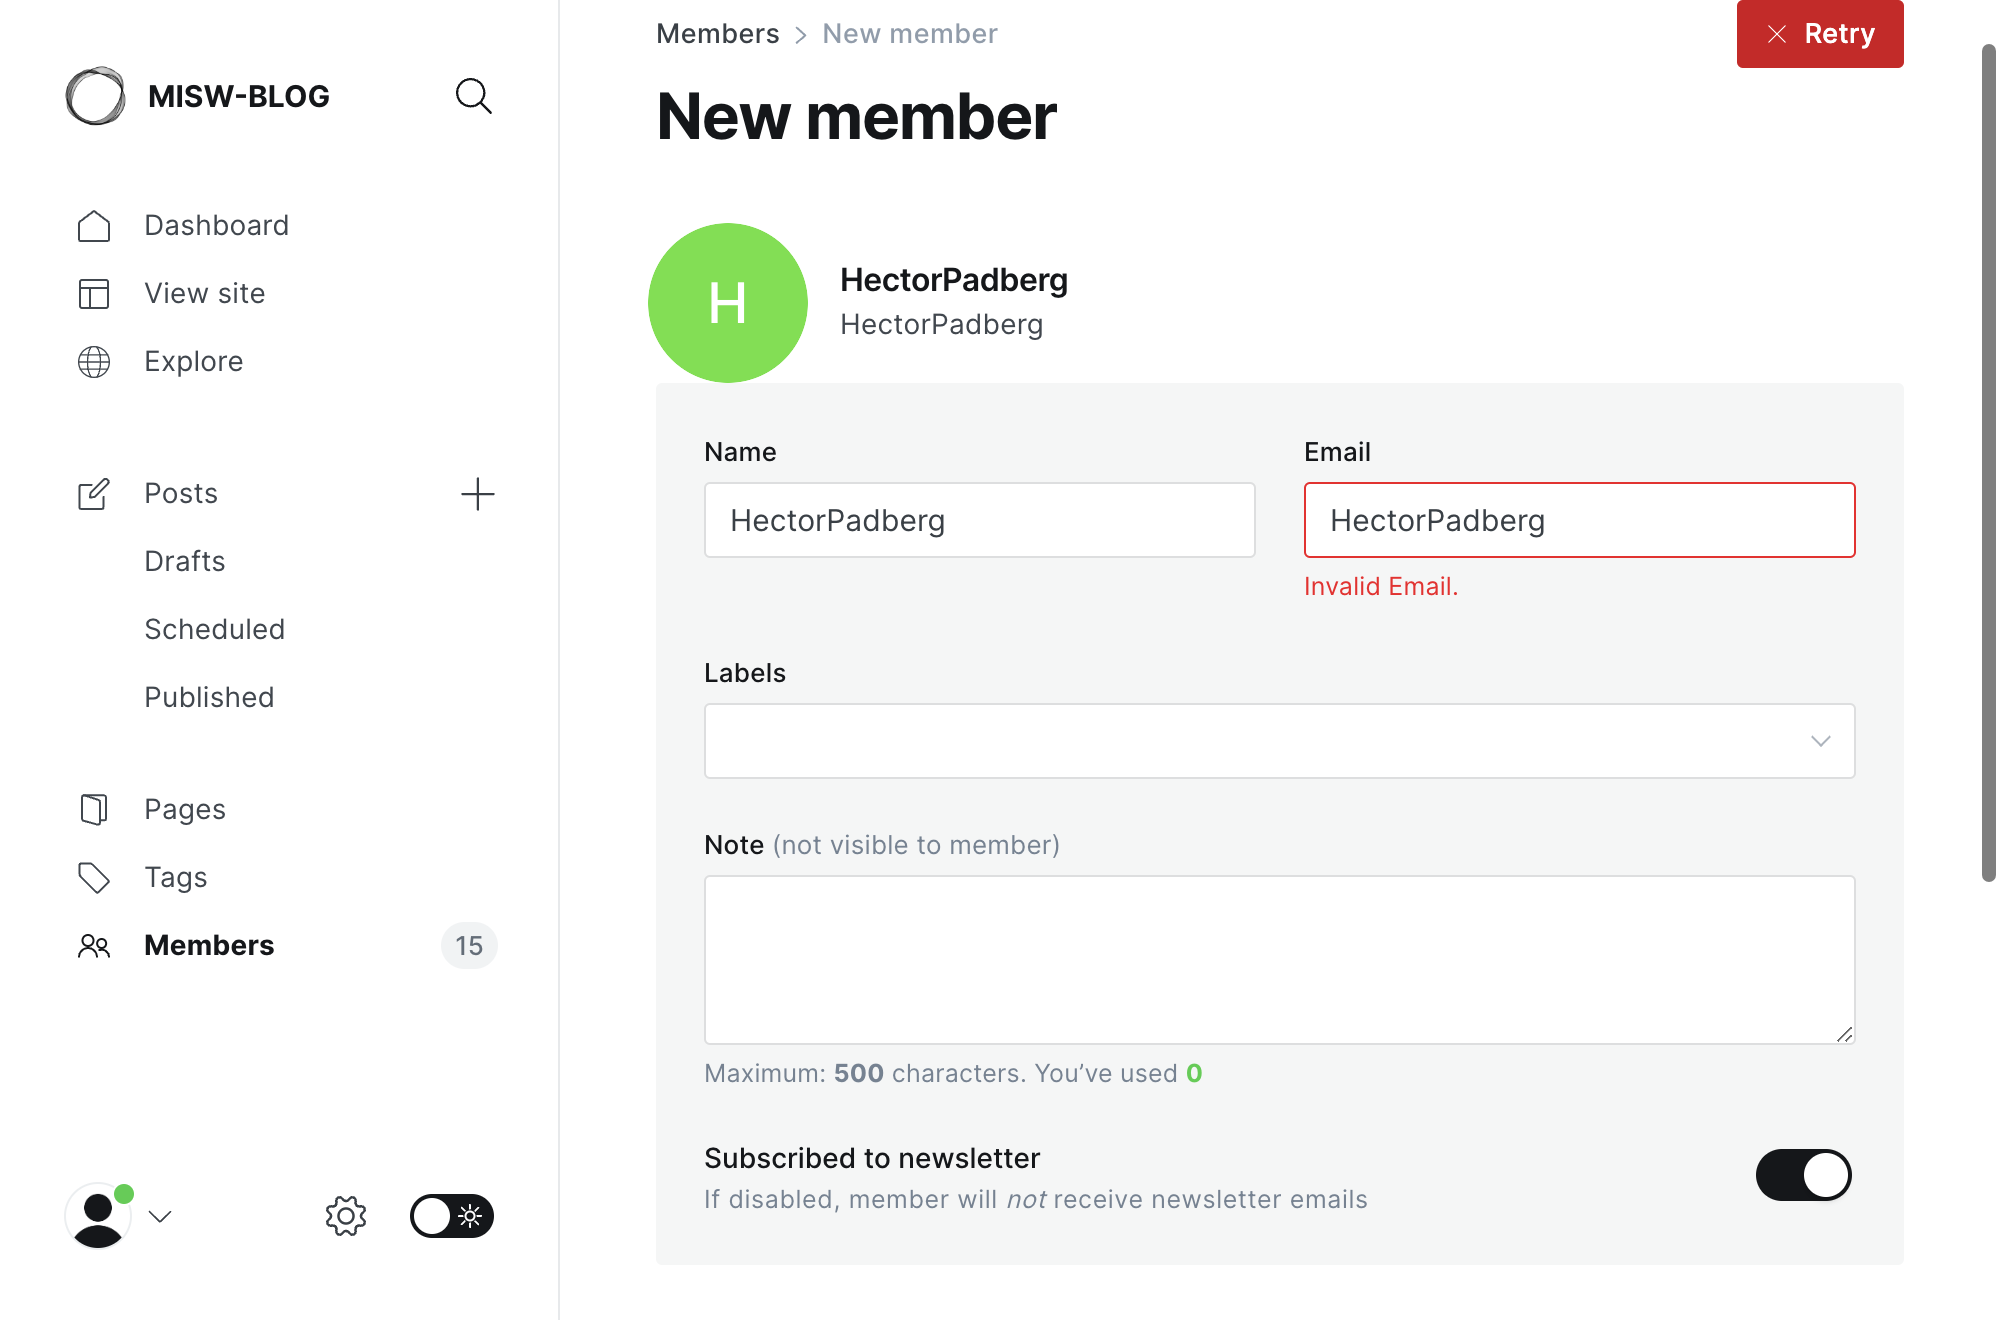 MISW-BLOG
Dashboard
View site
Explore
Posts
Drafts
Scheduled
Published
Pages
Tags
Members 15
Members > New member
Retry
New member
H
HectorPadberg
HectorPadberg
Name
HectorPadberg
Email
HectorPadberg
Invalid Email.
Labels
Note (not visible to member)
Maximum: 500 characters. You’ve used 0
Subscribed to newsletter
If disabled, member will not receive newsletter emails